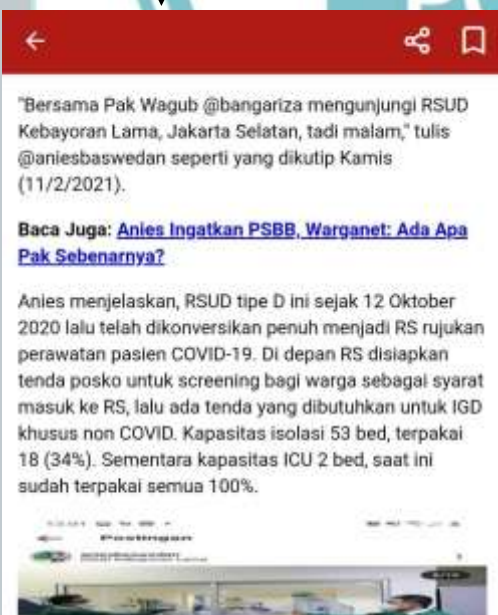 "Bersama Pak Wagub @bangariza mengunjungi RSUD
Kebayoran Lama, Jakarta Selatan, tadi malam," tulis
@aniesbaswedan seperti yang dikutip Kamis
(11/2/2021).
Baca Juga: Anies Ingatkan PSBB, Warganet: Ada Apa
Pak Sebenarnya?
Anies menjelaskan, RSUD tipe D ini sejak 12 Oktober
2020 lalu telah dikonversikan penuh menjadi RS rujukan
perawatan pasien COVID-19. Di depan RS disiapkan
tenda posko untuk screening bagi warga sebagai syarat
masuk ke RS, lalu ada tenda yang dibutuhkan untuk IGD
khusus non COVID. Kapasitas isolasi 53 bed, terpakai
18 (34%). Sementara kapasitas ICU 2 bed, saat ini
sudah terpakai semua 100%.
Postingan